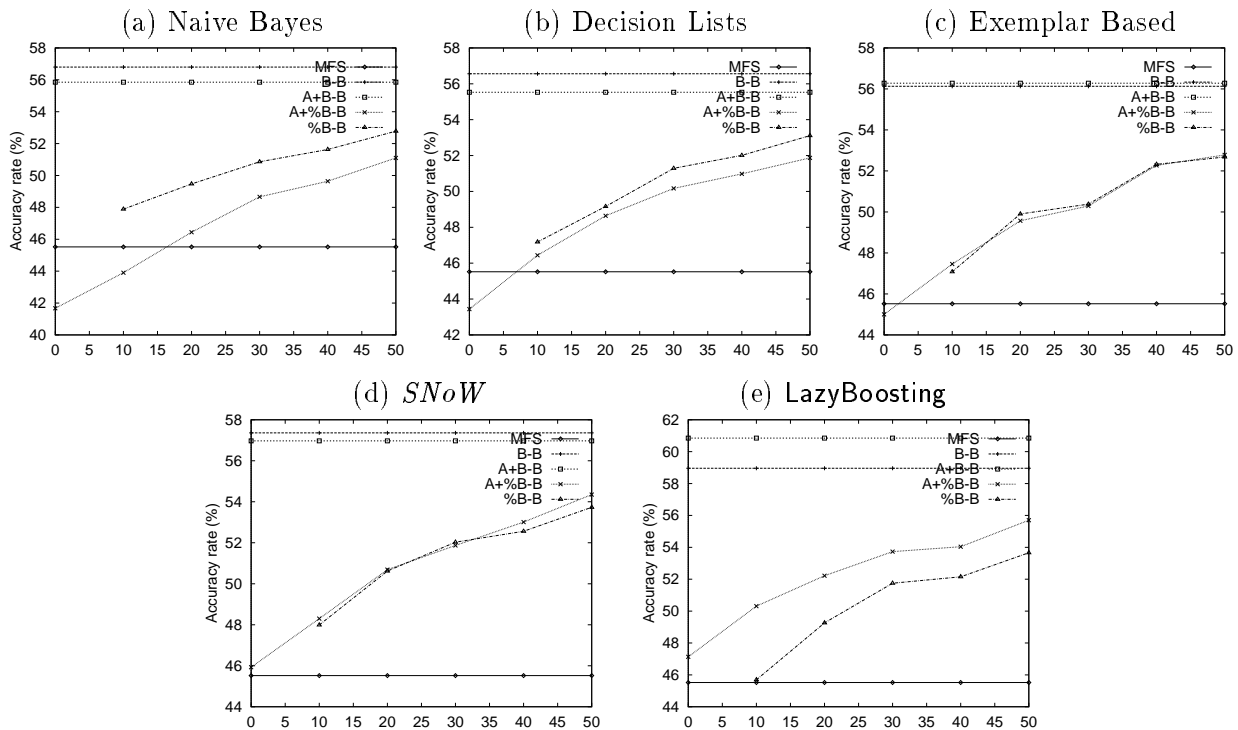 (a) Naive Bayes
58
56
54
52
50
48
46
44
42
40
Accuracy rate (%)
0 5 10 15 20 25 30 35 40 45 50
MFS
B-B
A+B-B
A+%B-B
%B-B
(b) Decision Lists
58
56
54
52
50
48
46
44
42
Accuracy rate (%)
0 5 10 15 20 25 30 35 40 45 50
MFS
B-B
A+B-B
A+%B-B
%B-B
(c) Exemplar Based
58
56
54
52
50
48
46
44
Accuracy rate (%)
0 5 10 15 20 25 30 35 40 45 50
MFS
B-B
A+B-B
A+%B-B
%B-B
(d) SNoW
58
56
54
52
50
48
46
44
Accuracy rate (%)
0 5 10 15 20 25 30 35 40 45 50
MFS
B-B
A+B-B
A+%B-B
%B-B
(e) LazyBoosting
62
60
58
56
54
52
50
48
46
44
Accuracy rate (%)
0 5 10 15 20 25 30 35 40 45 50
MFS
B-B
A+B-B
A+%B-B
%B-B